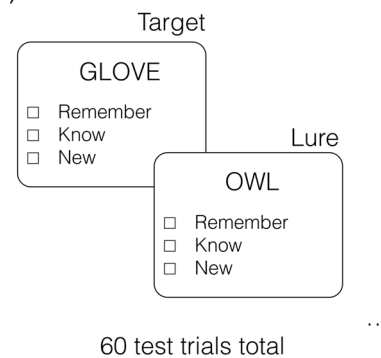 Target
GLOVE
□ Remember
□ Know
□ New
Lure
OWL
□ Remember
□ Know
□ New
..
60 test trials total